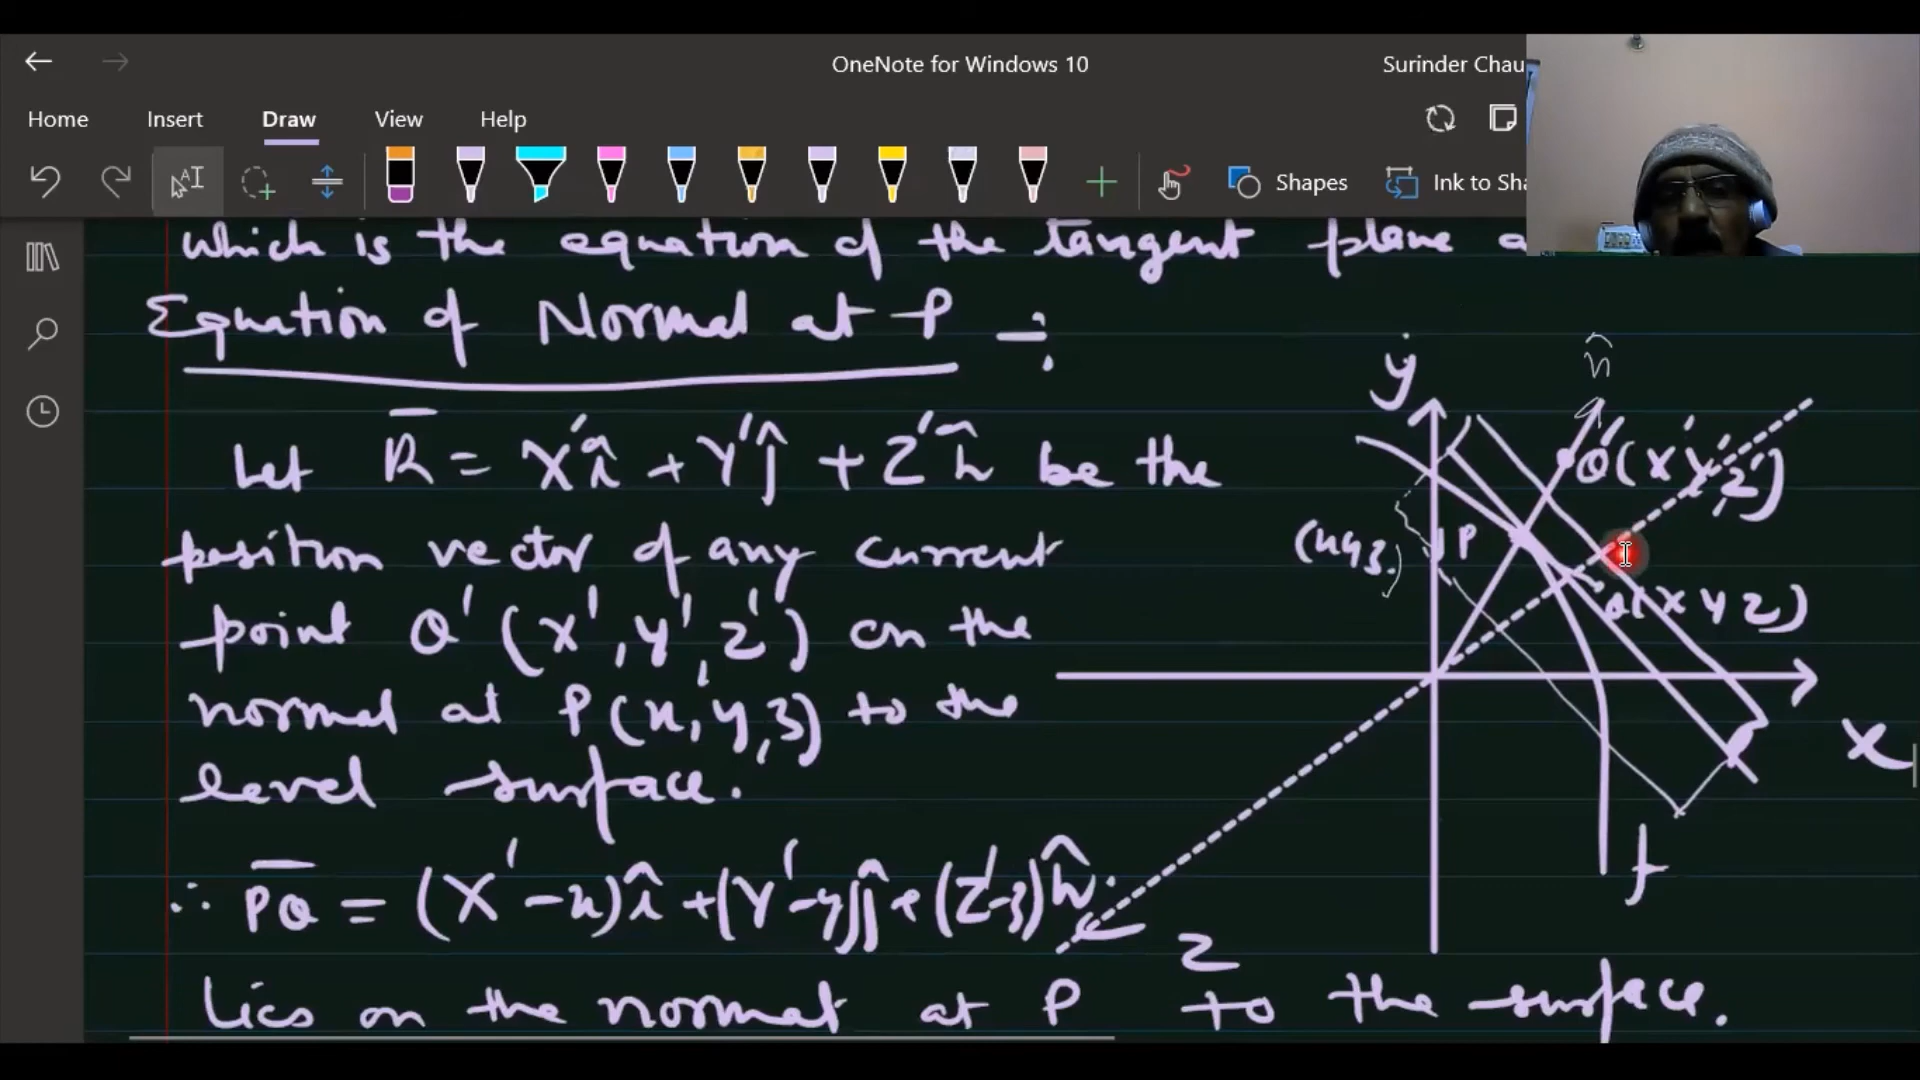 OneNote for Windows 10
Surinder Chau
Home Insert Draw View Help
Shapes Ink to Sha
which is the equation of the tangent plane a
Equation of Normal at P ÷
Let R̄ = X'î + Y'ĵ + Z'k̂ be the
position vector of any current
point Q' (X', Y', Z') on the
normal at P(x, y, z) to the
level surface.
∴ P̄Q̄ = (X'-x)î + (Y'-y)ĵ + (Z'-z)k̂.
Lies on the normal at P to the surface.
y
n̂
Q'(X' Y', Z')
(x y z)
P
Q(X Y Z)
X
f
Z